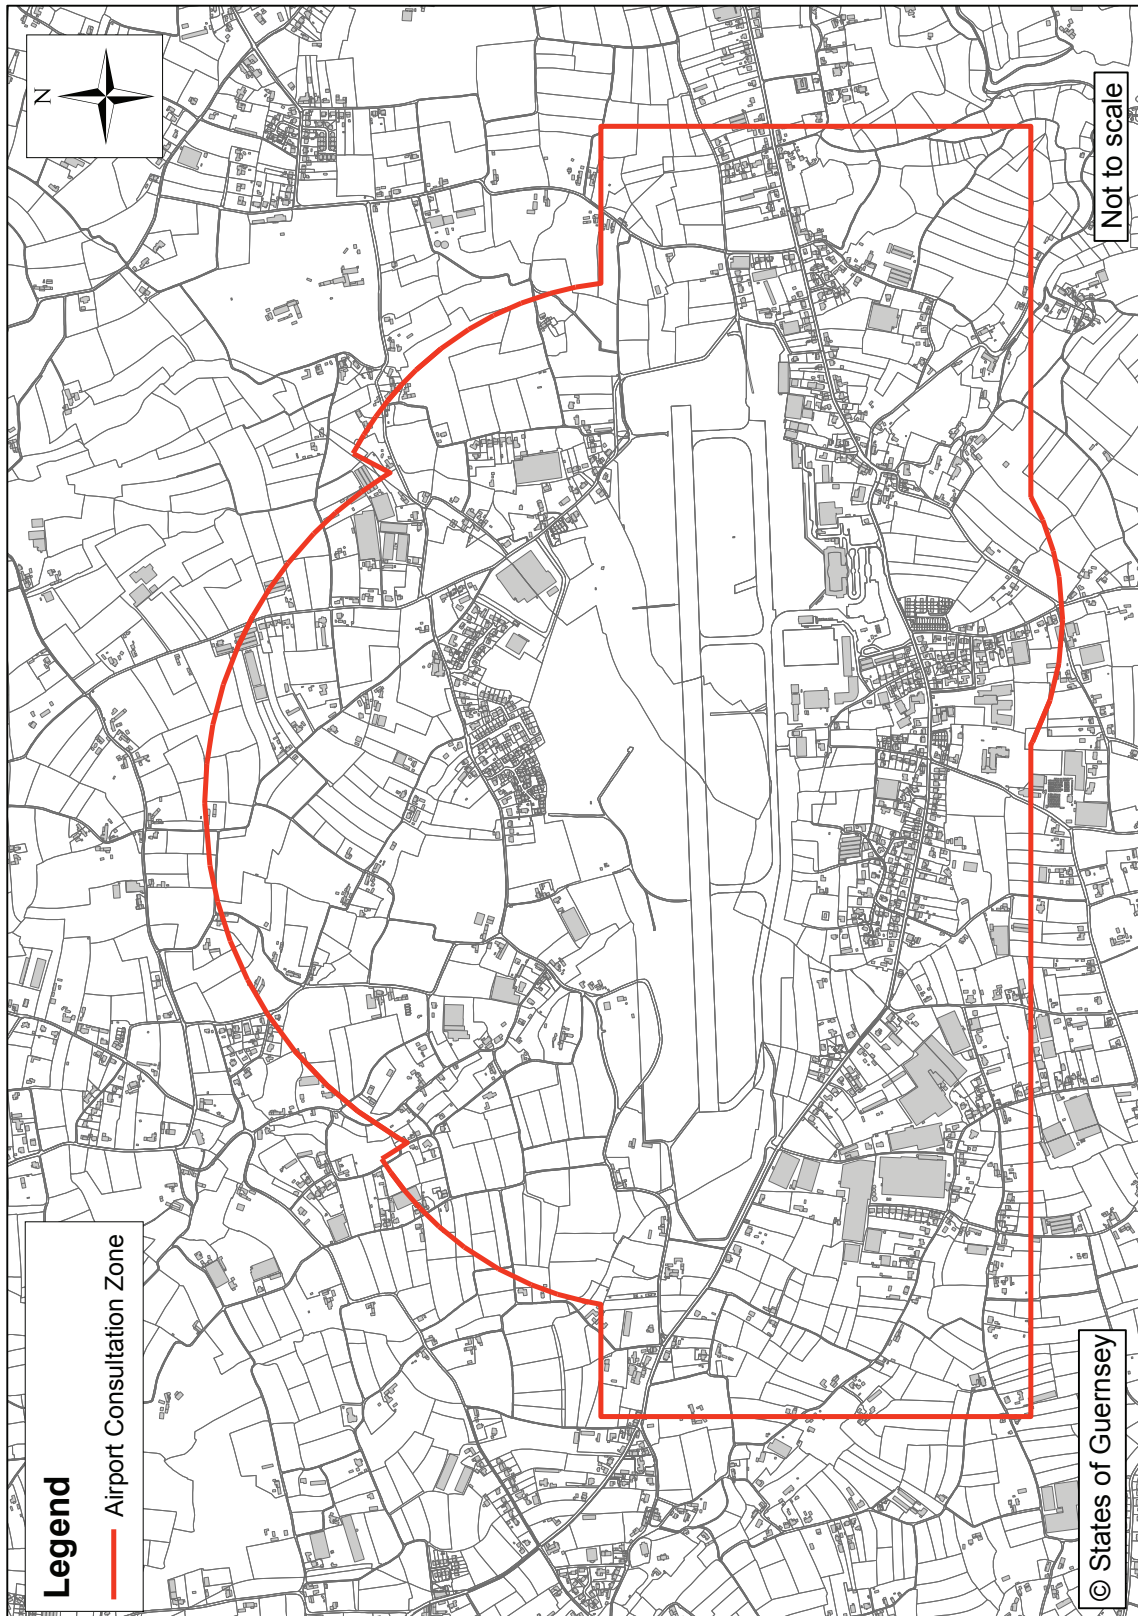 Legend
Airport Consultation Zone
N
© States of Guernsey
Not to scale